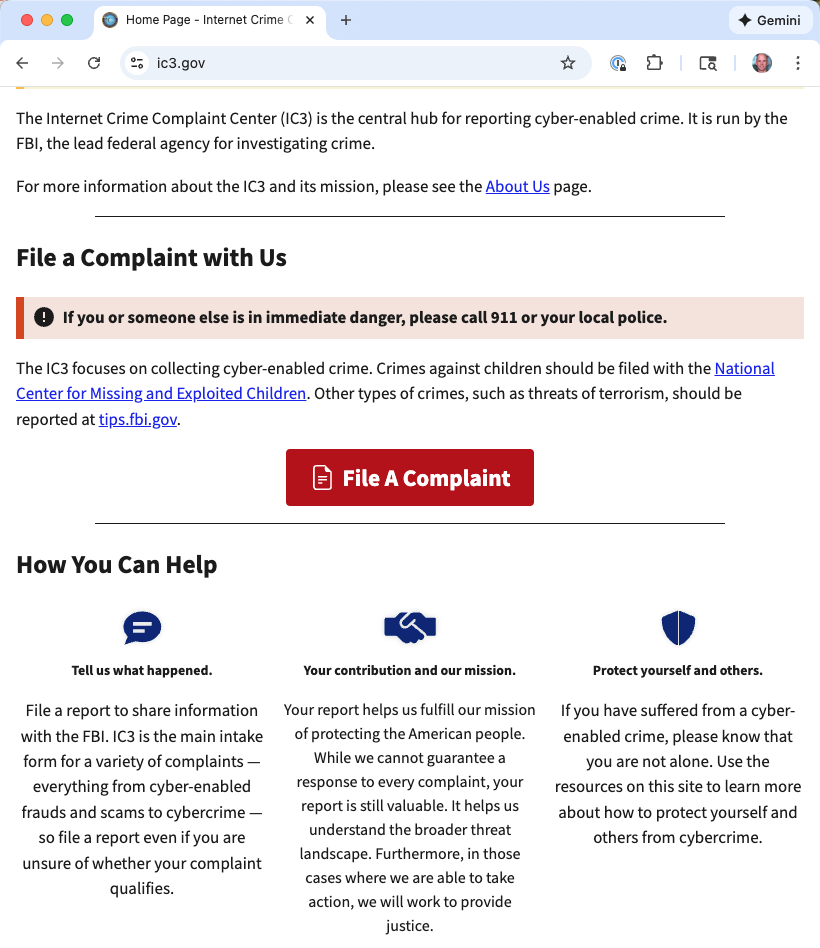 Home Page - Internet Crime C
Gemini
ic3.gov
The Internet Crime Complaint Center (IC3) is the central hub for reporting cyber-enabled crime. It is run by the
FBI, the lead federal agency for investigating crime.
For more information about the IC3 and its mission, please see the About Us page.
File a Complaint with Us
If you or someone else is in immediate danger, please call 911 or your local police.
The IC3 focuses on collecting cyber-enabled crime. Crimes against children should be filed with the National
Center for Missing and Exploited Children. Other types of crimes, such as threats of terrorism, should be
reported at tips.fbi.gov.
File A Complaint
How You Can Help
Tell us what happened.
File a report to share information
with the FBI. IC3 is the main intake
form for a variety of complaints —
everything from cyber-enabled
frauds and scams to cybercrime —
so file a report even if you are
unsure of whether your complaint
qualifies.
Your contribution and our mission.
Your report helps us fulfill our mission
of protecting the American people.
While we cannot guarantee a
response to every complaint, your
report is still valuable. It helps us
understand the broader threat
landscape. Furthermore, in those
cases where we are able to take
action, we will work to provide
justice.
Protect yourself and others.
If you have suffered from a cyber-
enabled crime, please know that
you are not alone. Use the
resources on this site to learn more
about how to protect yourself and
others from cybercrime.